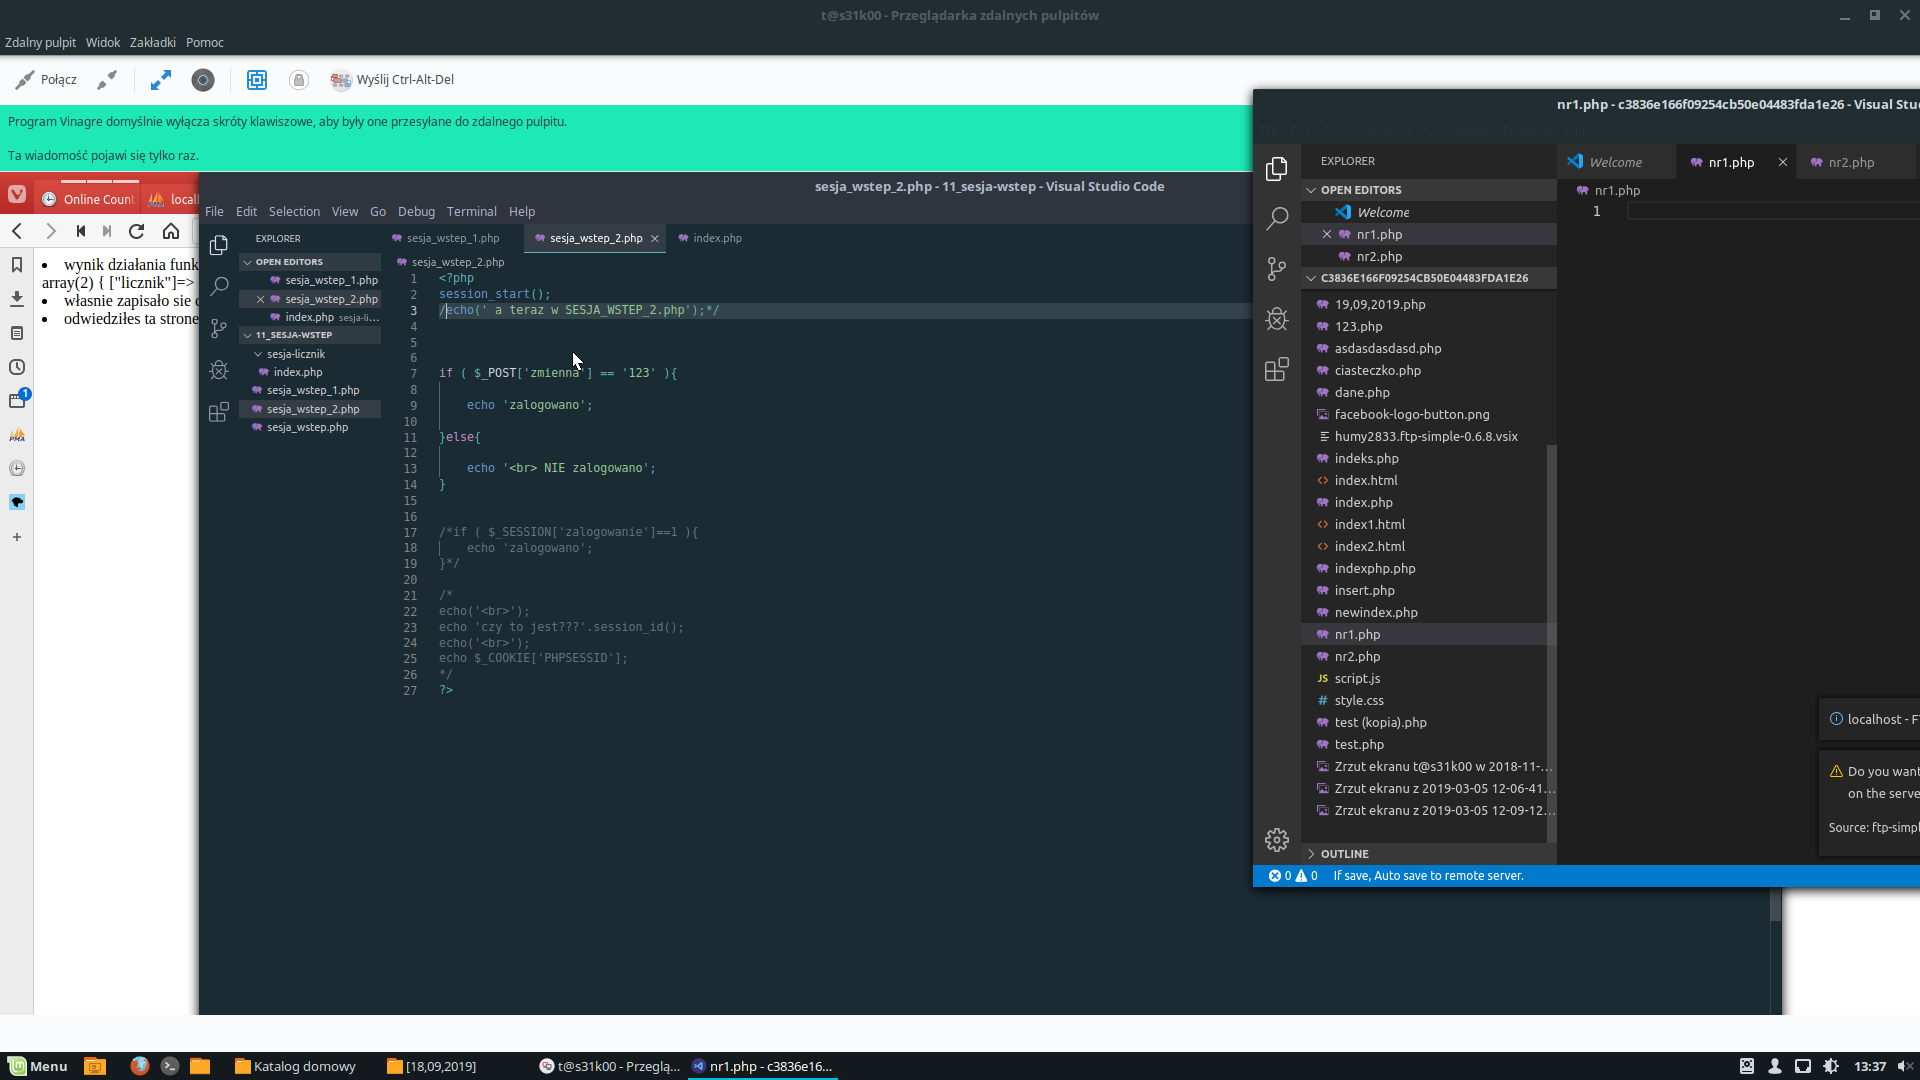 t@s31k00 - Przeglądarka zdalnych pulpitów
Zdalny pulpit Widok Zakładki Pomoc
Połącz Wyślij Ctrl-Alt-Del
Program Vinagre domyślnie wyłącza skróty klawiszowe, aby były one przesyłane do zdalnego pulpitu.
Ta wiadomość pojawi się tylko raz.
Online Count
local
wynik działania funk
array(2) { ["licznik"]=>
własnie zapisało sie
odwiedziłes ta strone
1
PMA
sesja_wstep_2.php - 11_sesja-wstep - Visual Studio Code
File Edit Selection View Go Debug Terminal Help
EXPLORER
OPEN EDITORS
sesja_wstep_1.php
sesja_wstep_2.php
index.php sesja-li...
11_SESJA-WSTEP
sesja-licznik
index.php
sesja_wstep_1.php
sesja_wstep_2.php
sesja_wstep.php
sesja_wstep_1.php sesja_wstep_2.php index.php
sesja_wstep_2.php
1 <?php
2 session_start();
3 /echo(' a teraz w SESJA_WSTEP_2.php');*/
4
5
6
7 if ( $_POST['zmienna'] == '123' ){
8
9 echo 'zalogowano';
10
11 }else{
12
13 echo '<br> NIE zalogowano';
14 }
15
16
17 /*if ( $_SESSION['zalogowanie']==1 ){
18 echo 'zalogowano';
19 }*/
20
21 /*
22 echo('<br>');
23 echo 'czy to jest???'.session_id();
24 echo('<br>');
25 echo $_COOKIE['PHPSESSID'];
26 */
27 ?>
nr1.php - c3836e166f09254cb50e04483fda1e26 - Visual Stu
EXPLORER
OPEN EDITORS
Welcome
nr1.php
nr2.php
C3836E166F09254CB50E04483FDA1E26
19,09,2019.php
123.php
asdasdasdasd.php
ciasteczko.php
dane.php
facebook-logo-button.png
humy2833.ftp-simple-0.6.8.vsix
indeks.php
index.html
index.php
index1.html
index2.html
indexphp.php
insert.php
newindex.php
nr1.php
nr2.php
script.js
style.css
test (kopia).php
test.php
Zrzut ekranu t@s31k00 w 2018-11-...
Zrzut ekranu z 2019-03-05 12-06-41...
Zrzut ekranu z 2019-03-05 12-09-12...
OUTLINE
Welcome nr1.php nr2.php
nr1.php
1
localhost - F
Do you want
on the serve
Source: ftp-simpl
0 0 If save, Auto save to remote server.
Menu Katalog domowy [18,09,2019] t@s31k00 - Przeglą... nr1.php - c3836e16... 13:37